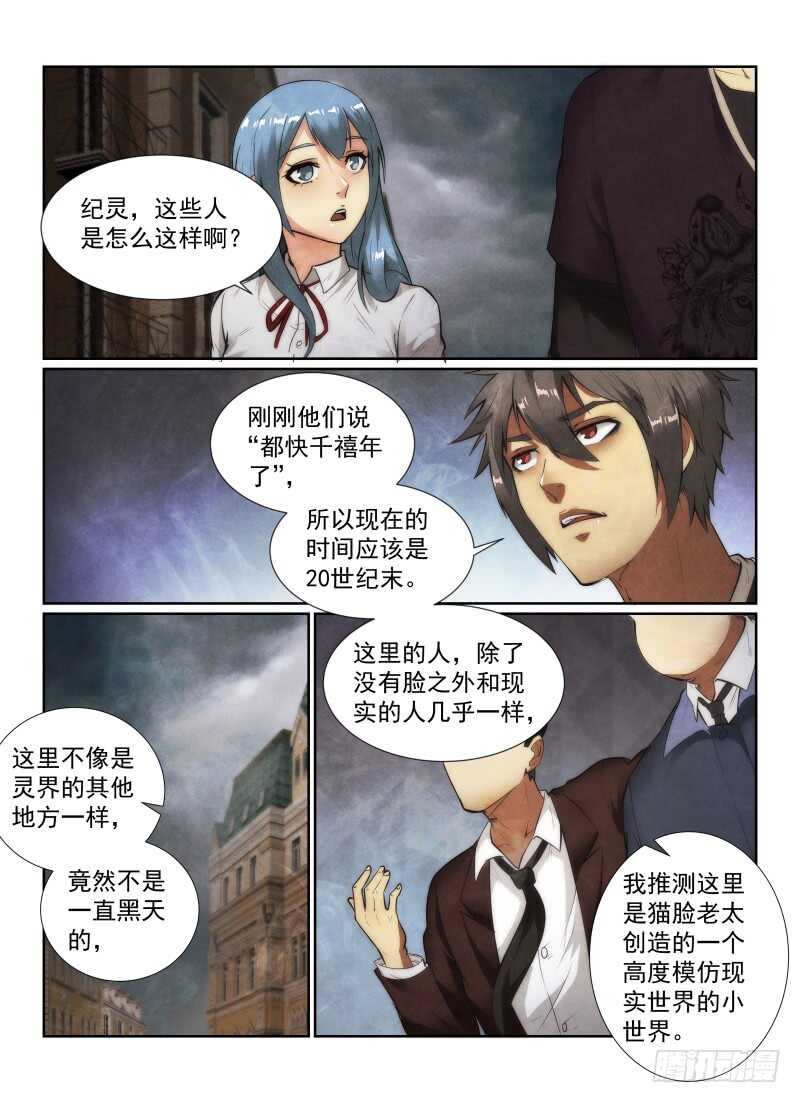 纪灵，这些人
是怎么这样啊？
刚刚他们说
“都快千禧年
了”，
所以现在的
时间应该是
20世纪末。
这里不像是
灵界的其他
地方一样，
竟然不是
一直黑天
的，
这里的人，除了
没有脸之外和现
实的人几乎一样，
我推测这里
是猫脸老太
创造的一个
高度模仿现
实世界的小
世界。
腾讯动漫